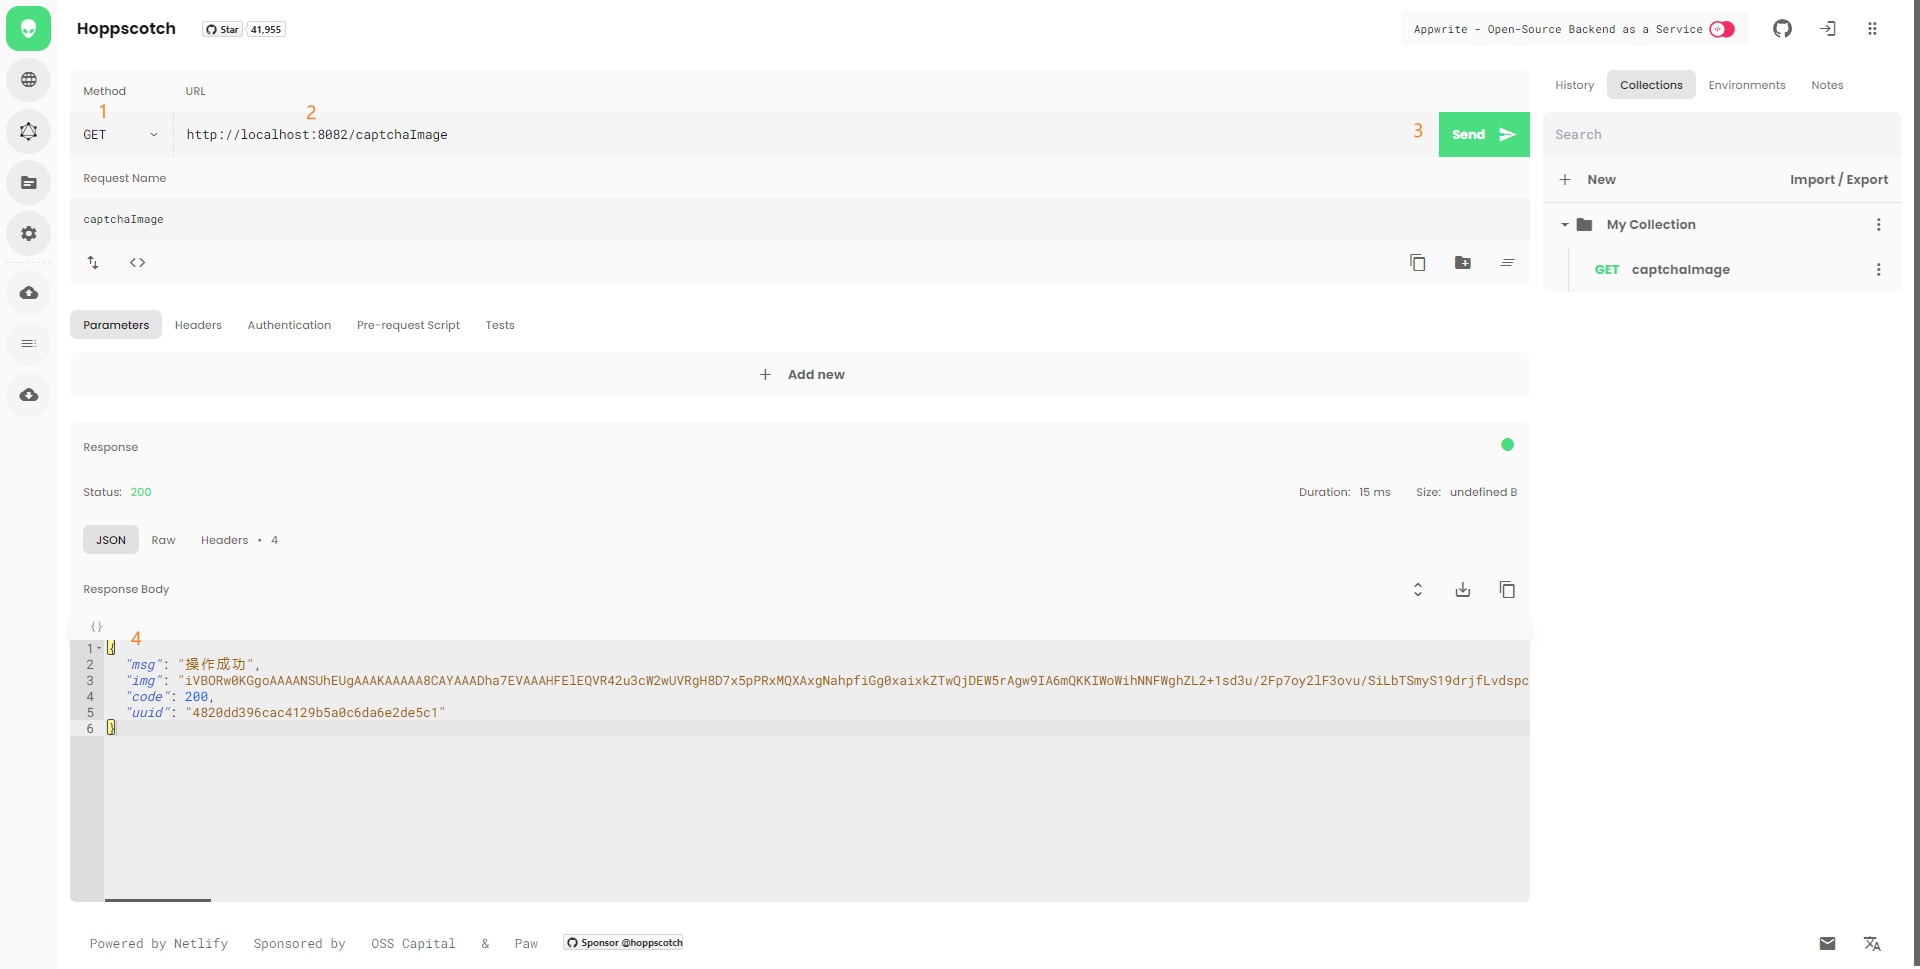 Hoppscotch
Star 41,955
Appwrite - Open-Source Backend as a Service
Method URL
1 2
GET http://localhost:8082/captchaImage
3 Send
Request Name
captchaImage
Parameters Headers Authentication Pre-request Script Tests
Add new
Response
Status: 200
Duration: 15 ms Size: undefined B
JSON Raw Headers • 4
Response Body
{}
4
1 {
2 "msg": "操作成功",
3 "img": "iVBORw0KGgoAAAANSUhEUgAAAKAAAAA8CAYAAADha7EVAAAHFElEQVR42u3cW2wUVRgH8D7x5pPRxMQXAxgNahpfiGg0xaixkZTwQjDEW5rAgw9IA6mQKKIWoWihNNFWghZL2+1sd3u/2Fp7oy2lF3ovu/SiLbTSmyS19drjfLvdspc
4 "code": 200,
5 "uuid": "4820dd396cac4129b5a0c6da6e2de5c1"
6 }
History Collections Environments Notes
Search
New Import / Export
My Collection
GET captchaImage
Powered by Netlify Sponsored by OSS Capital & Paw Sponsor @hoppscotch